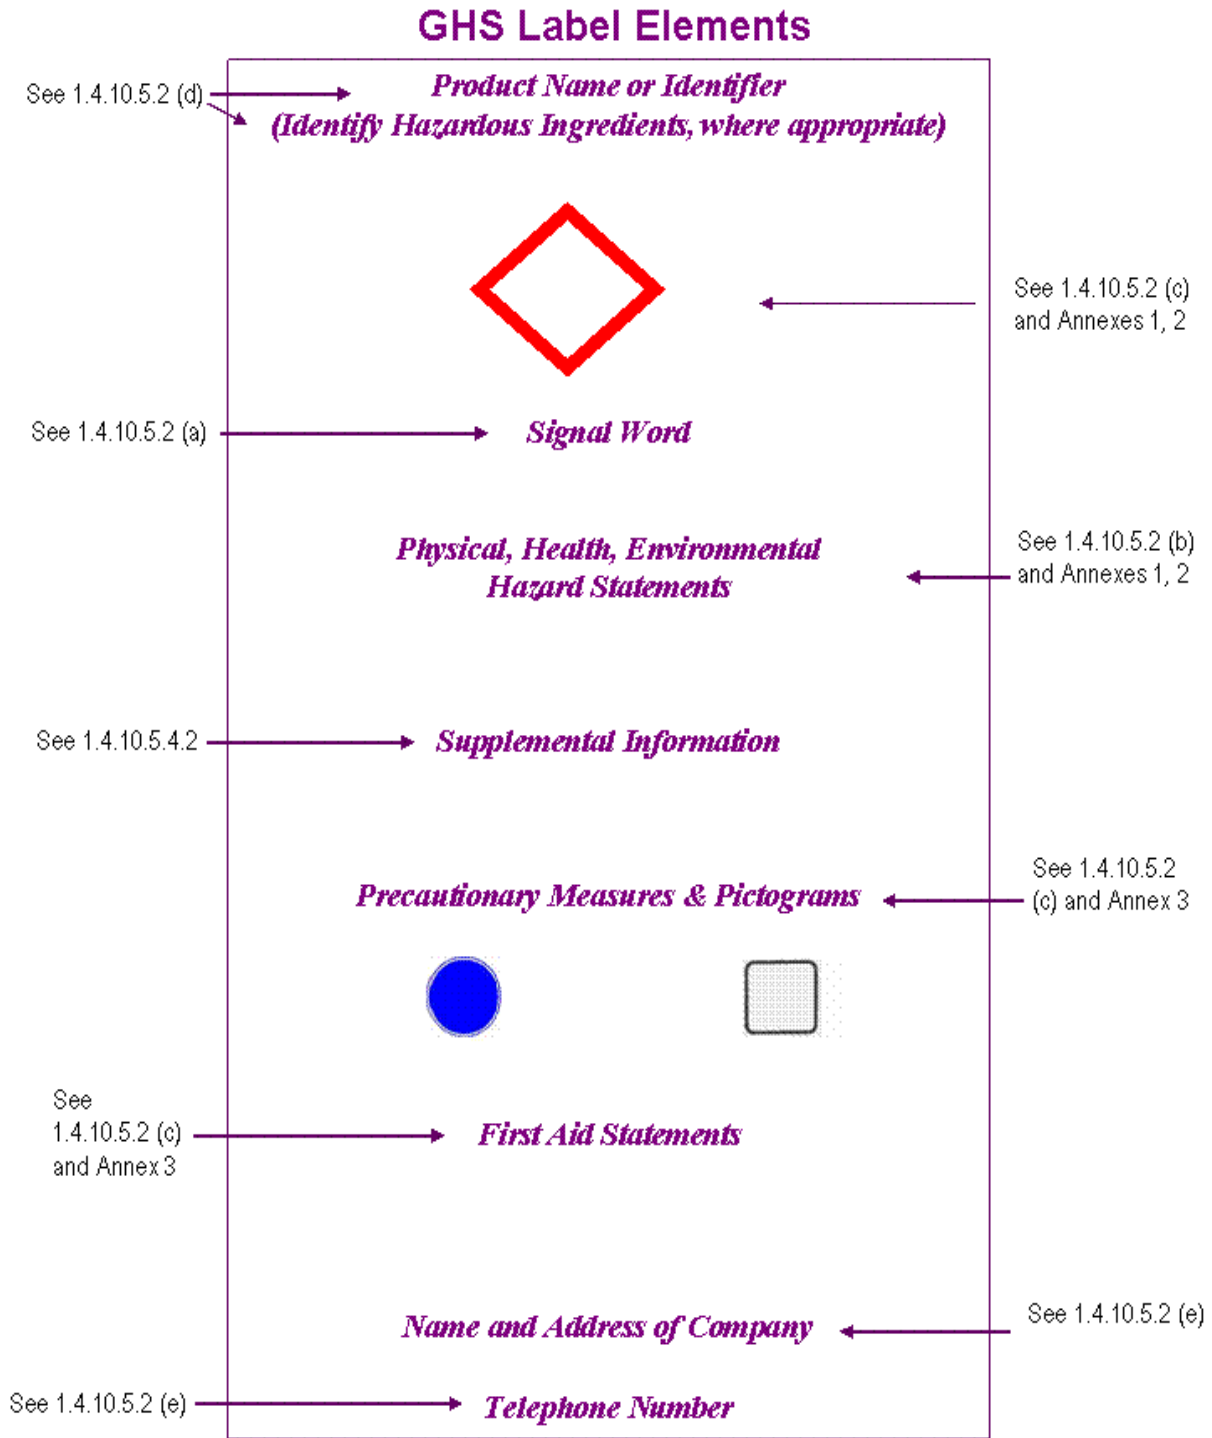 GHS Label Elements
See 1.4.10.5.2 (d)
Product Name or Identifier
(Identify Hazardous Ingredients, where appropriate)
See 1.4.10.5.2 (c)
and Annexes 1, 2
See 1.4.10.5.2 (a)
Signal Word
Physical, Health, Environmental
Hazard Statements
See 1.4.10.5.2 (b)
and Annexes 1, 2
See 1.4.10.5.4.2
Supplemental Information
Precautionary Measures & Pictograms
See 1.4.10.5.2
(c) and Annex 3
See
1.4.10.5.2 (c)
and Annex 3
First Aid Statements
Name and Address of Company
See 1.4.10.5.2 (e)
See 1.4.10.5.2 (e)
Telephone Number